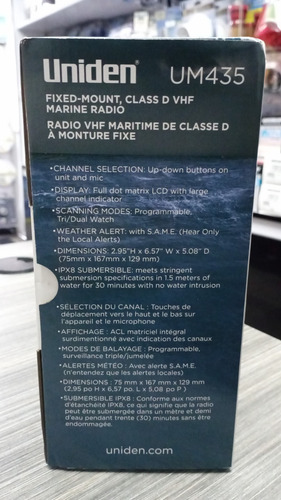 Uniden® UM435
FIXED-MOUNT, CLASS D VHF
MARINE RADIO
RADIO VHF MARITIME DE CLASSE D
À MONTURE FIXE
•CHANNEL SELECTION: Up-down buttons on
unit and mic
•DISPLAY: Full dot matrix LCD with large
channel indicator
•SCANNING MODES: Programmable,
Tri/Dual Watch
•WEATHER ALERT: with S.A.M.E. (Hear Only
the Local Alerts)
•DIMENSIONS: 2.95"H x 6.57" W x 5.08" D
(75mm x 167mm x 129 mm)
•IPX8 SUBMERSIBLE: meets stringent
submersion specifications in 1.5 meters of
water for 30 minutes with no water intrusion
•SÉLECTION DU CANAL : Touches de
déplacement vers le haut et le bas sur
l'appareil et le microphone
•AFFICHAGE : ACL matriciel intégral
surdimentionné avec indication des canaux
•MODES DE BALAYAGE : Programmable,
surveillance triple/jumelée
•ALERTES MÉTÉO : Avec alerte S.A.M.E.
(n'entendez que les alertes locales)
•DIMENSIONS : 75 mm x 167 mm x 129 mm
(2,95 po H x 6,57 po. L x 5,08 po P )
•SUBMERSIBLE IPX8 : Conforme aux normes
d'étanchéité IPX8, ce qui signifie que la radio
peut être submergée dans un mètre et demi
d'eau pendant trente (30) minutes sans être
endommagée.
uniden.com